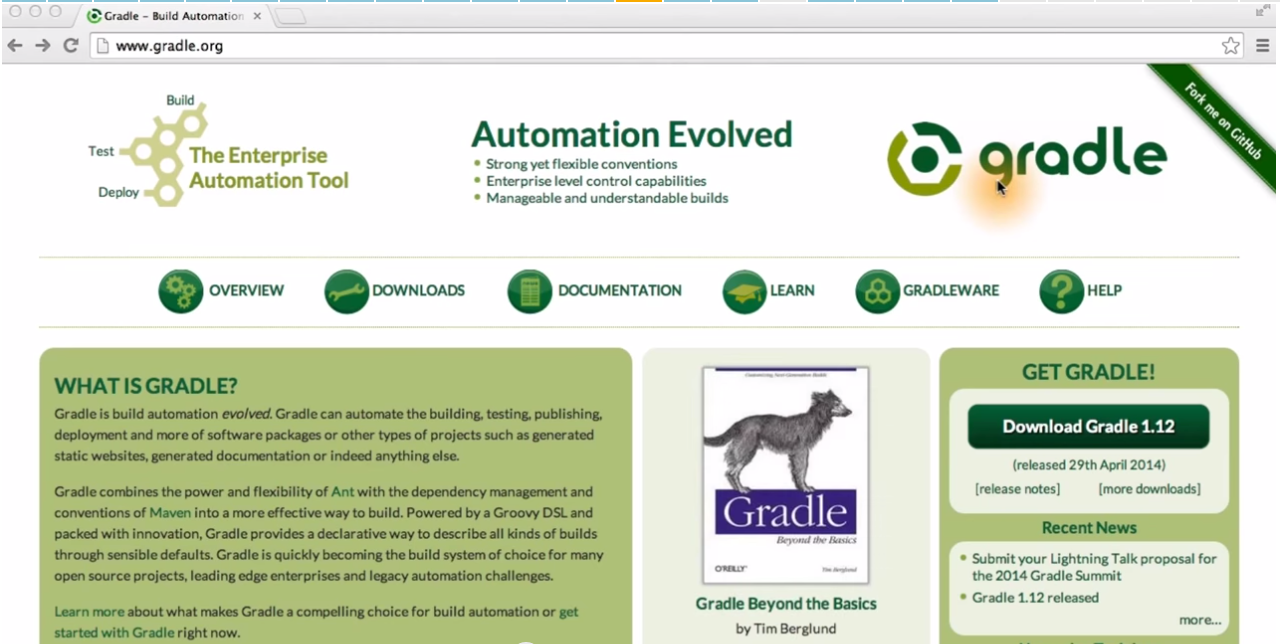 Gradle - Build Automation
www.gradle.org
Fork me on GitHub
Build
Test
Deploy
The Enterprise
Automation Tool
Automation Evolved
Strong yet flexible conventions
Enterprise level control capabilities
Manageable and understandable builds
gradle
OVERVIEW
DOWNLOADS
DOCUMENTATION
LEARN
GRADLEWARE
HELP
WHAT IS GRADLE?
Gradle is build automation evolved. Gradle can automate the building, testing, publishing,
deployment and more of software packages or other types of projects such as generated
static websites, generated documentation or indeed anything else.
Gradle combines the power and flexibility of Ant with the dependency management and
conventions of Maven into a more effective way to build. Powered by a Groovy DSL and
packed with innovation, Gradle provides a declarative way to describe all kinds of builds
through sensible defaults. Gradle is quickly becoming the build system of choice for many
open source projects, leading edge enterprises and legacy automation challenges.
Learn more about what makes Gradle a compelling choice for build automation or get
started with Gradle right now.
Gradle
Beyond the Basics
O'REILLY
Tim Berglund
Gradle Beyond the Basics
by Tim Berglund
GET GRADLE!
Download Gradle 1.12
(released 29th April 2014)
[release notes]
[more downloads]
Recent News
Submit your Lightning Talk proposal for
the 2014 Gradle Summit
Gradle 1.12 released
more...